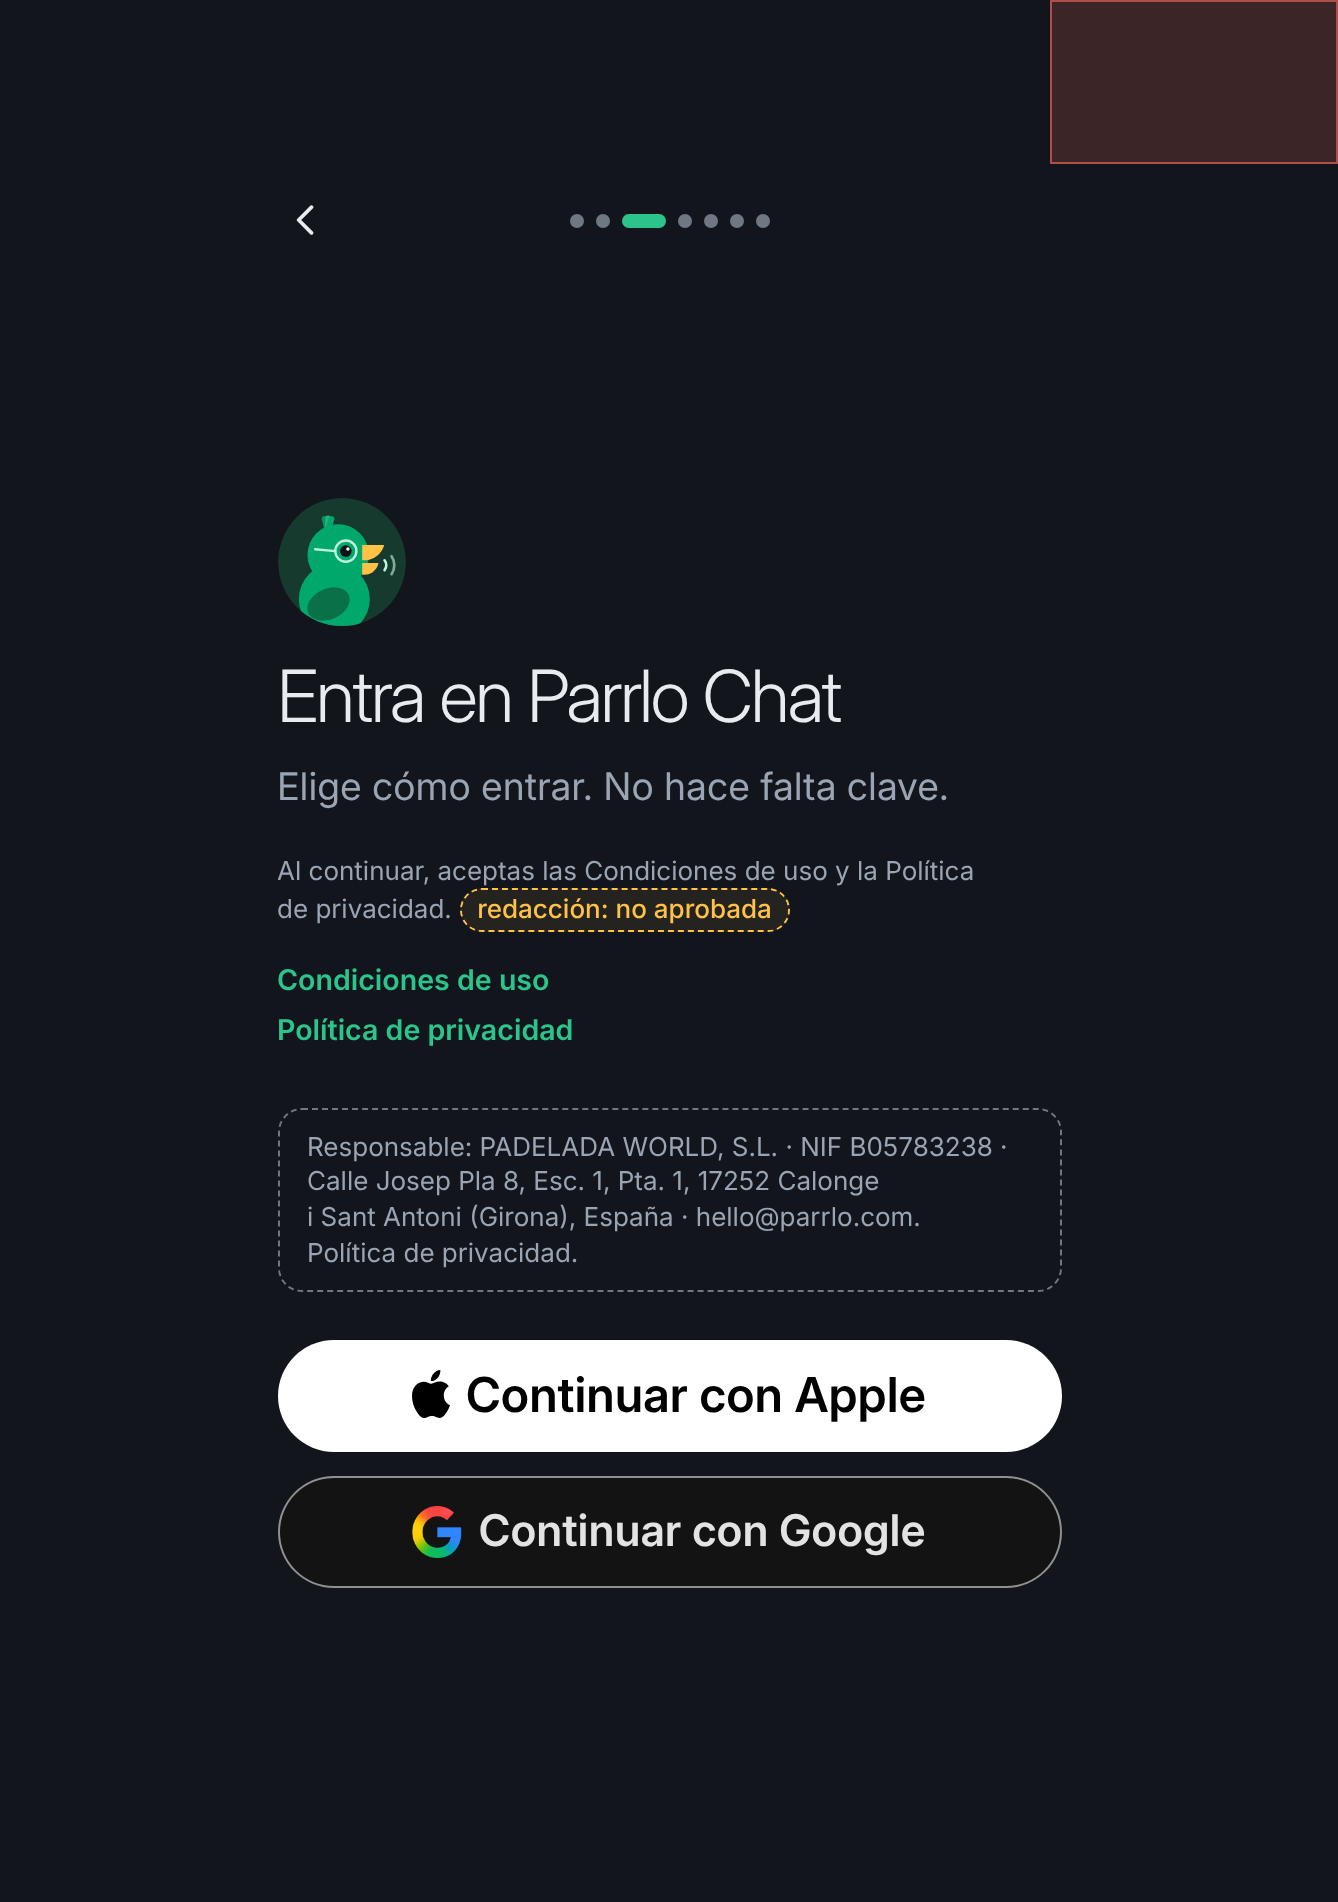 Entra en Parrlo Chat
Elige cómo entrar. No hace falta clave.
Al continuar, aceptas las Condiciones de uso y la Política
de privacidad. redacción: no aprobada
Condiciones de uso
Política de privacidad
Responsable: PADELADA WORLD, S.L. · NIF B05783238 ·
Calle Josep Pla 8, Esc. 1, Pta. 1, 17252 Calonge
i Sant Antoni (Girona), España · hello@parrlo.com.
Política de privacidad.
Continuar con Apple
Continuar con Google